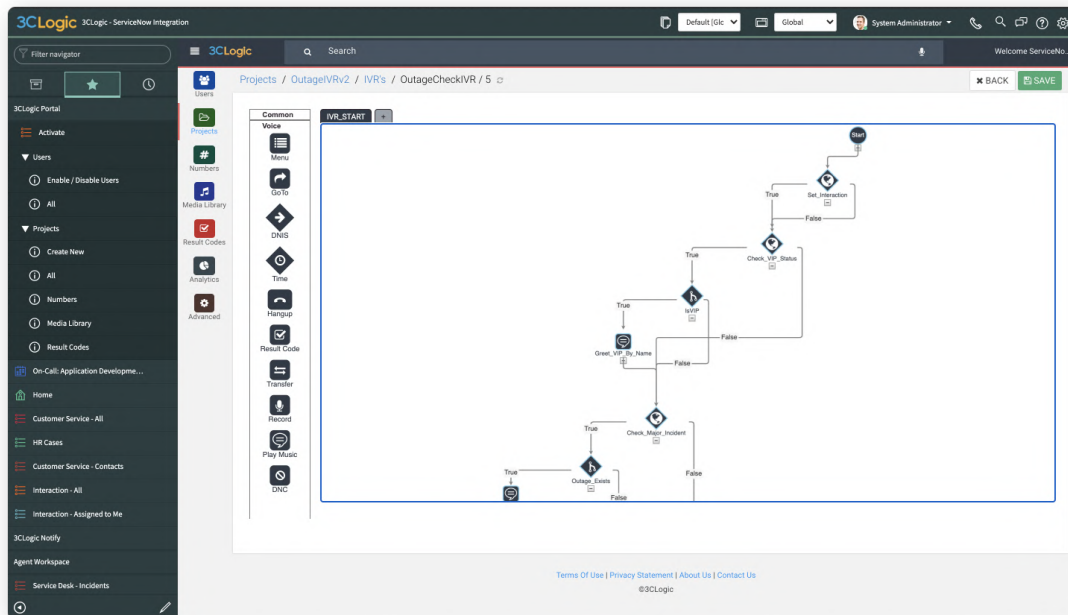 3CLogic 3CLogic - ServiceNow Integration
Default |Glc
Global
System Administrator
Filter navigator
3CLogic Portal
Activate
Users
Enable / Disable Users
All
Projects
Create New
All
Numbers
Media Library
Result Codes
On-Call: Application Developme...
Home
Customer Service - All
HR Cases
Customer Service - Contacts
Interaction - All
Interaction - Assigned to Me
3CLogic Notify
Agent Workspace
Service Desk - Incidents
3CLogic
Search
Welcome ServiceNo...
Users
Projects
Numbers
Media Library
Result Codes
Analytics
Advanced
Projects / OutageIVRv2 / IVR's / OutageCheckIVR / 5
BACK
SAVE
Common
Voice
Menu
GoTo
DNIS
Time
Hangup
Result Code
Transfer
Record
Play Music
DNC
IVR_START
+
Start
Set_Interaction
True
False
Check_VIP_Status
True
IsVIP
True
False
Greet_VIP_By_Name
False
Check_Major_Incident
True
Outage_Exists
True
False
False
Terms Of Use | Privacy Statement | About Us | Contact Us
©3CLogic